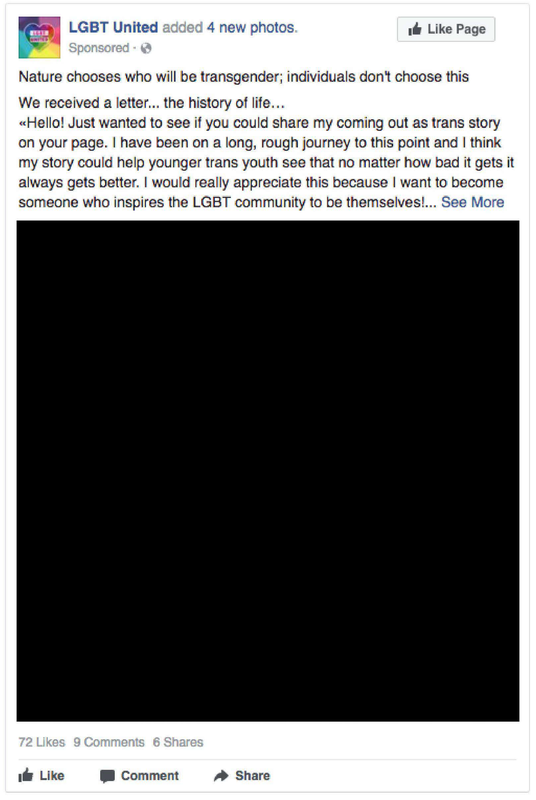 LGBT United added 4 new photos.
Like Page
Sponsored ·
Nature chooses who will be transgender; individuals don't choose this
We received a letter... the history of life…
«Hello! Just wanted to see if you could share my coming out as trans story
on your page. I have been on a long, rough journey to this point and I think
my story could help younger trans youth see that no matter how bad it gets it
always gets better. I would really appreciate this because I want to become
someone who inspires the LGBT community to be themselves!... See More
72 Likes 9 Comments 6 Shares
Like Comment Share